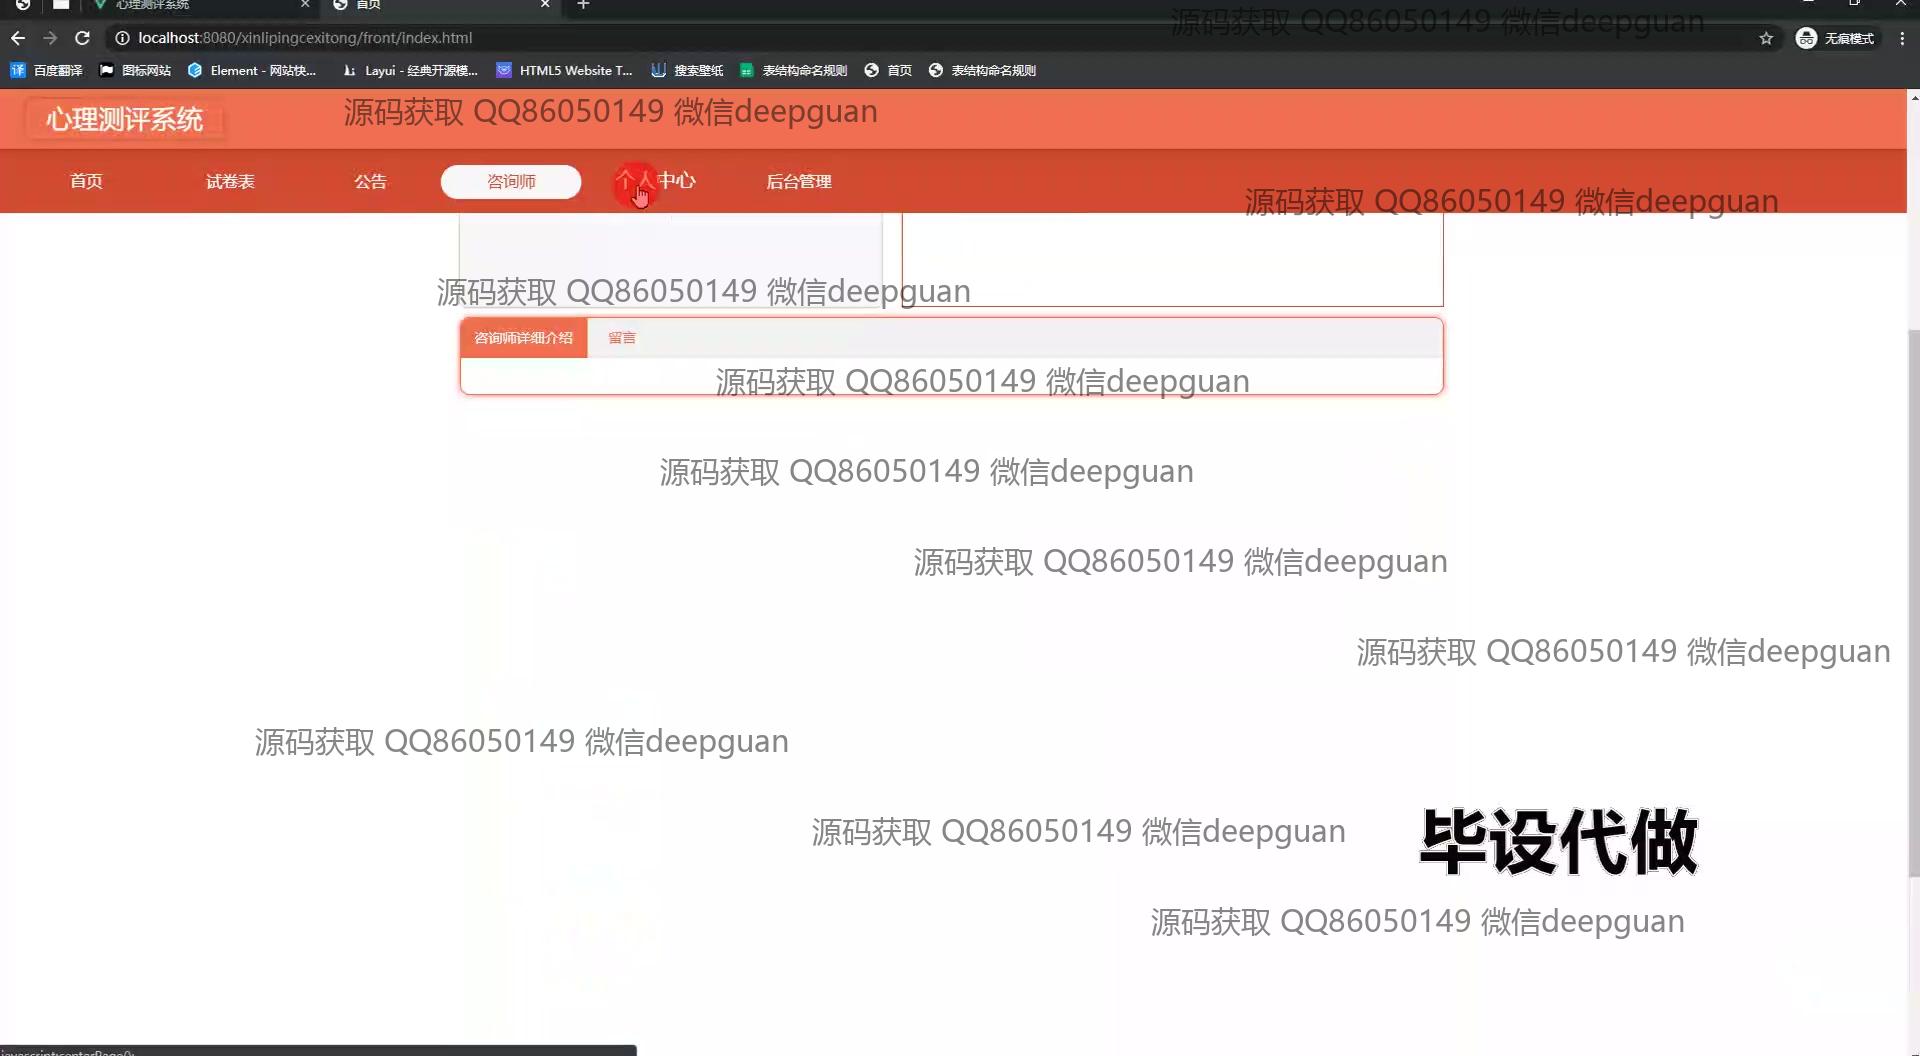 心理测评系统
首页
源码获取 QQ86050149 微信deepguan
localhost:8080/xinlipingcexitong/front/index.html
无痕模式
百度翻译
图标网站
Element - 网站快...
Layui - 经典开源模...
HTML5 Website T...
搜索壁纸
表结构命名规则
首页
表结构命名规则
心理测评系统
源码获取 QQ86050149 微信deepguan
首页
试卷表
公告
咨询师
个人中心
后台管理
源码获取 QQ86050149 微信deepguan
源码获取 QQ86050149 微信deepguan
咨询师详细介绍
留言
源码获取 QQ86050149 微信deepguan
源码获取 QQ86050149 微信deepguan
源码获取 QQ86050149 微信deepguan
源码获取 QQ86050149 微信deepguan
源码获取 QQ86050149 微信deepguan
源码获取 QQ86050149 微信deepguan
毕设代做
源码获取 QQ86050149 微信deepguan